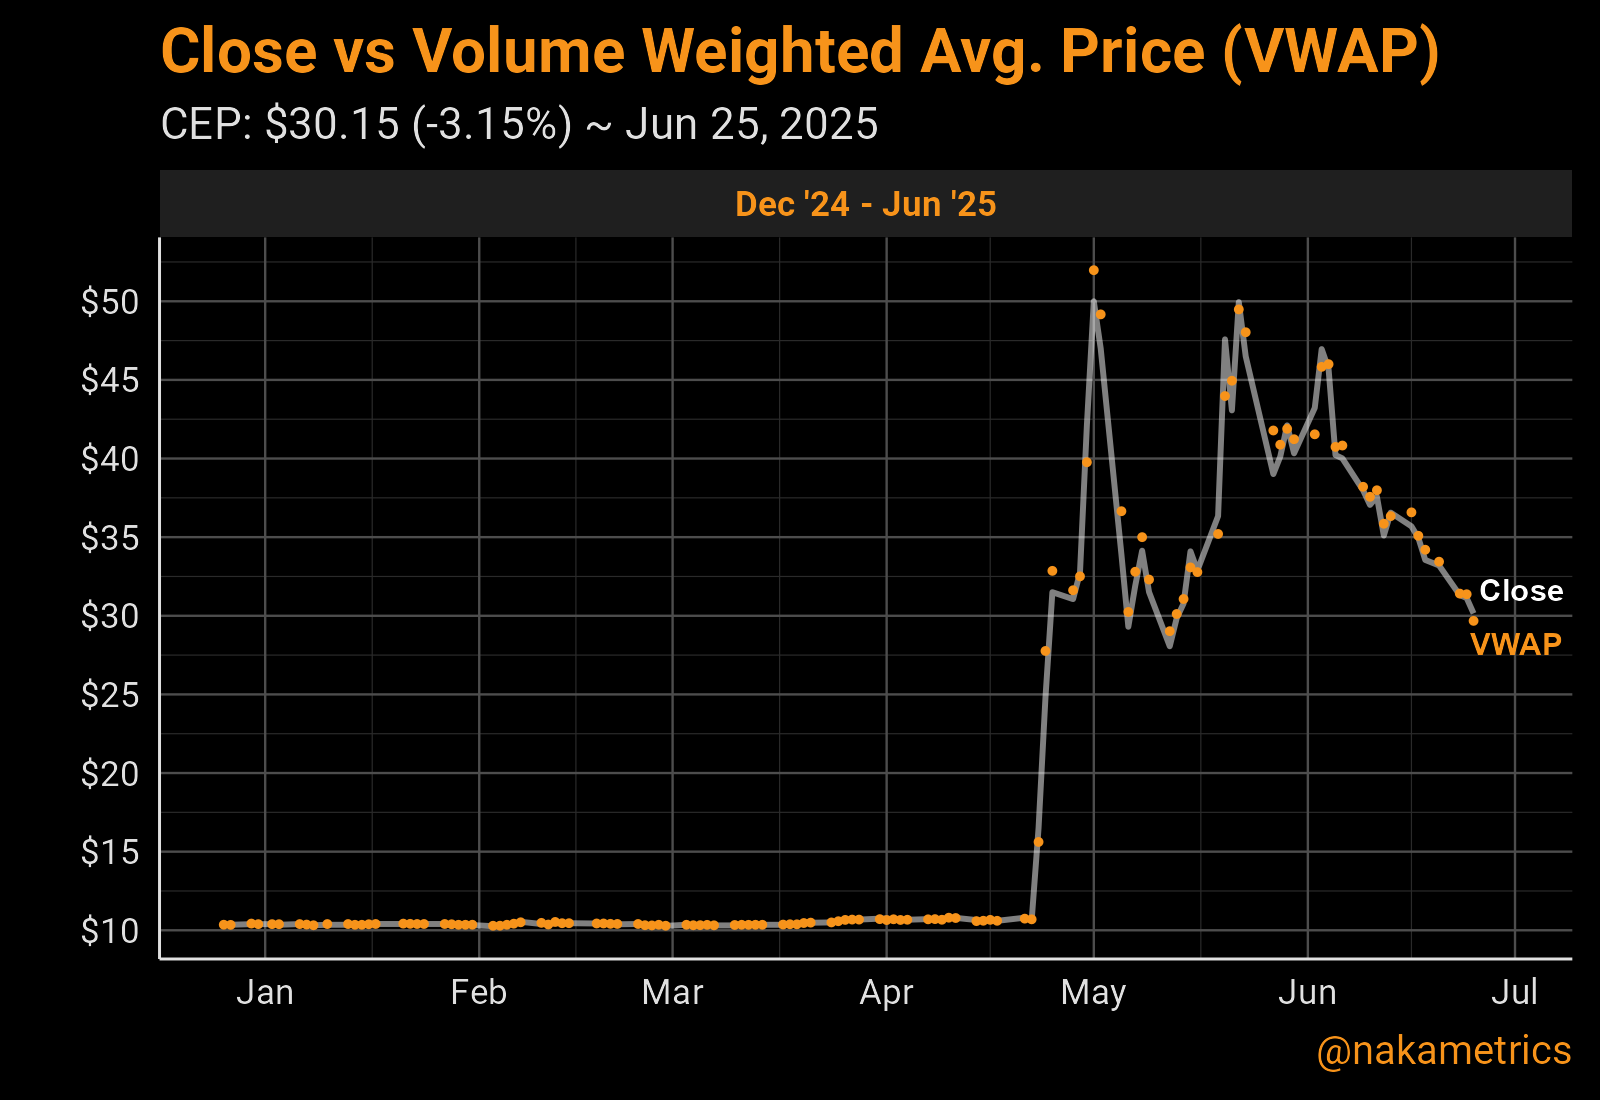 Close vs Volume Weighted Avg. Price (VWAP)
CEP: $30.15 (-3.15%) ~ Jun 25, 2025
Dec '24 - Jun '25
$50
$45
$40
$35
$30
$25
$20
$15
$10
Close
VWAP
Jan Feb Mar Apr May Jun Jul
@nakametrics